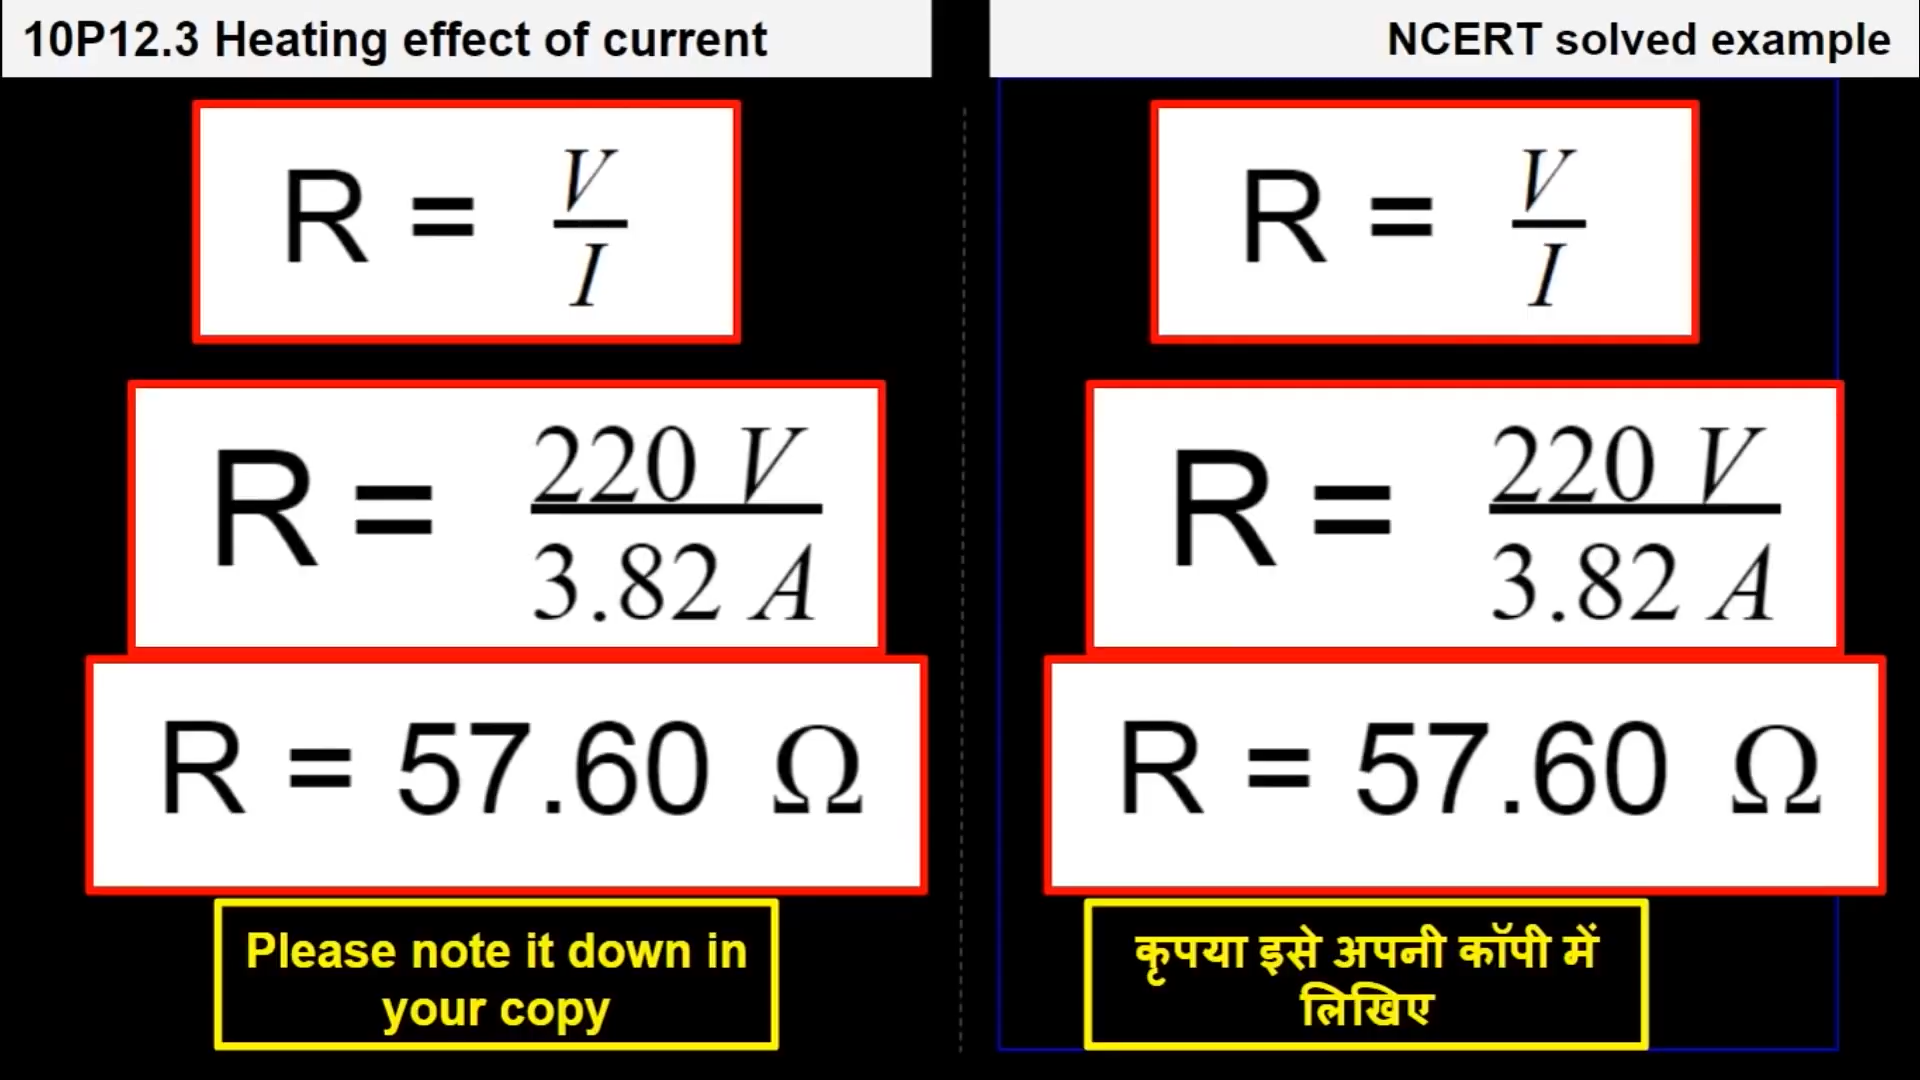 10P12.3 Heating effect of current
NCERT solved example
R = V/I
R = 220 V/3.82 A
R = 57.60 Ω
Please note it down in
your copy
R = V/I
R = 220 V/3.82 A
R = 57.60 Ω
कृपया इसे अपनी कॉपी में
लिखिए